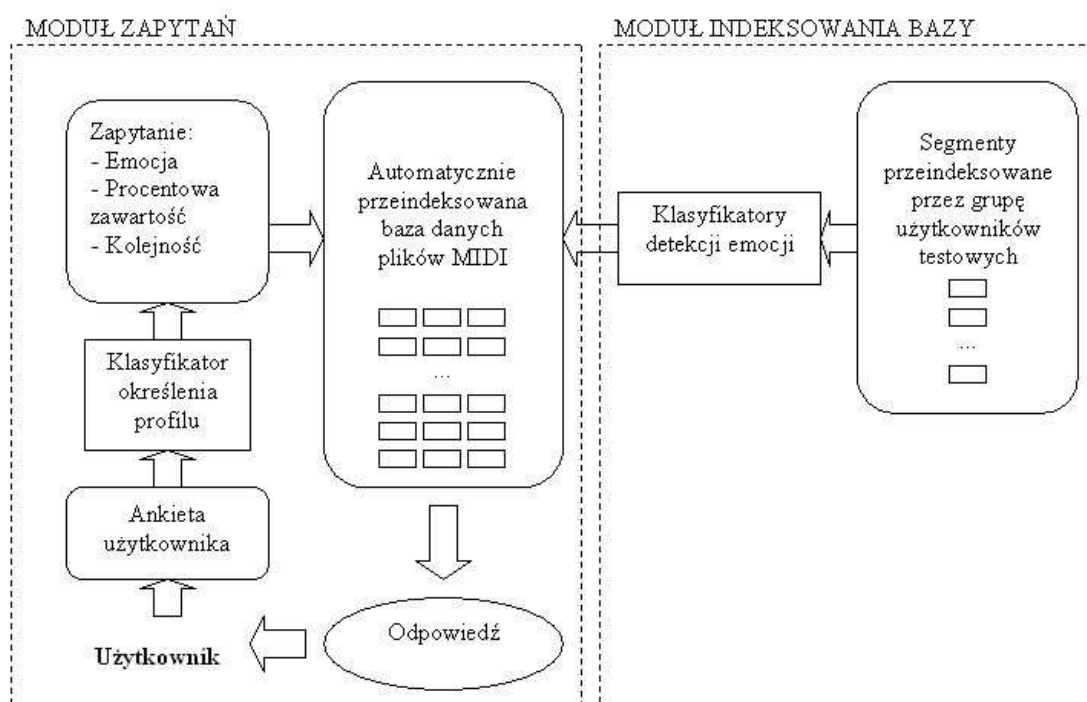 MODUŁ ZAPYTAŃ
MODUŁ INDEKSOWANIA BAZY
Zapytanie:
- Emocja
- Procentowa
zawartość
- Kolejność
Automatycznie
przeindeksowana
baza danych
plików MIDI
...
Klasyfikatory
detekcji emocji
Segmenty
przeindeksowane
przez grupę
użytkowników
testowych
...
Klasyfikator
określenia
profilu
Ankieta
użytkownika
Użytkownik
Odpowiedź